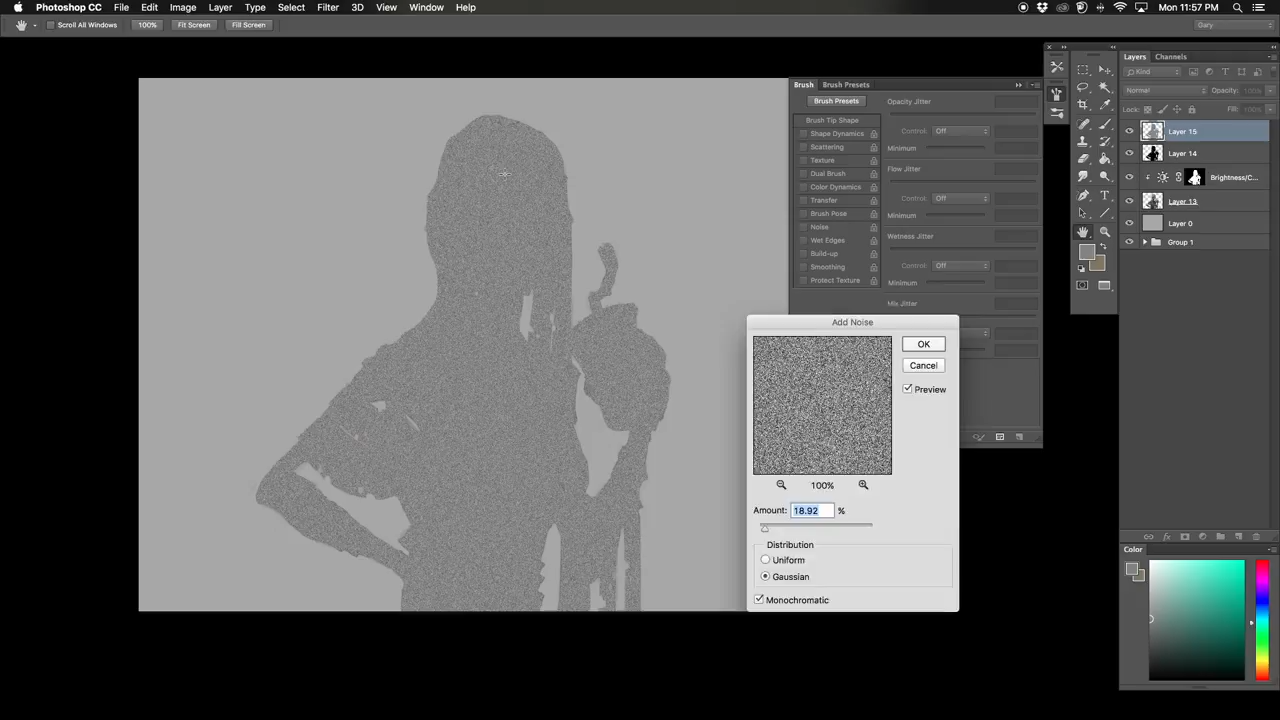 Photoshop CC File Edit Image Layer Type Select Filter 3D View Window Help Mon 11:57 PM
Scroll All Windows 100% Fit Screen Fill Screen Gary
Layers Channels
Kind
Normal Opacity: 100%
Lock: Fill: 100%
Layer 15
Layer 14
Brightness/C...
Layer 13
Layer 0
Group 1
Brush Brush Presets
Brush Presets Opacity Jitter
Brush Tip Shape
Shape Dynamics Control: Off
Scattering Minimum
Texture
Dual Brush Flow Jitter
Color Dynamics
Transfer Control: Off
Brush Pose Minimum
Noise
Wet Edges Wetness Jitter
Build-up
Smoothing Control: Off
Protect Texture Minimum
Mix Jitter
Add Noise
OK
Cancel
Preview
100%
Amount: 18.92 %
Distribution
Uniform
Gaussian
Monochromatic
Color